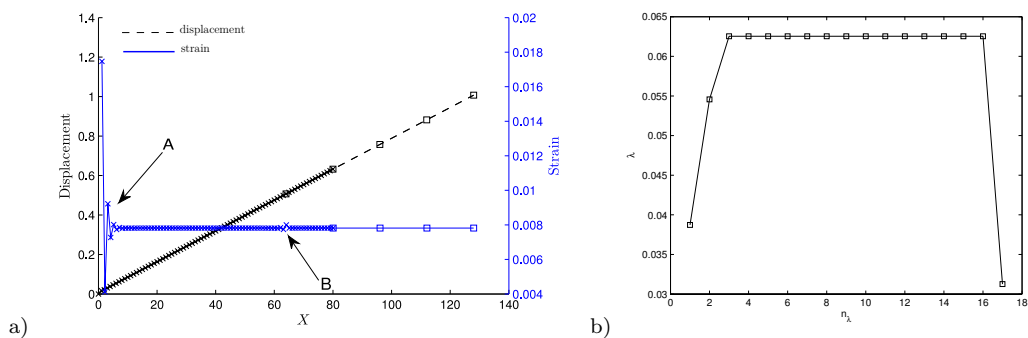 1.4
1.2
1
0.8
0.6
0.4
0.2
0
Displacement
displacement
strain
A
B
0.02
0.018
0.016
0.014
0.012
0.01
0.008
0.006
0.004
Strain
0 20 40 60 80 100 120 140
X
a)
0.065
0.06
0.055
0.05
0.045
0.04
0.035
0.03
λ
0 2 4 6 8 10 12 14 16 18
n_λ
b)